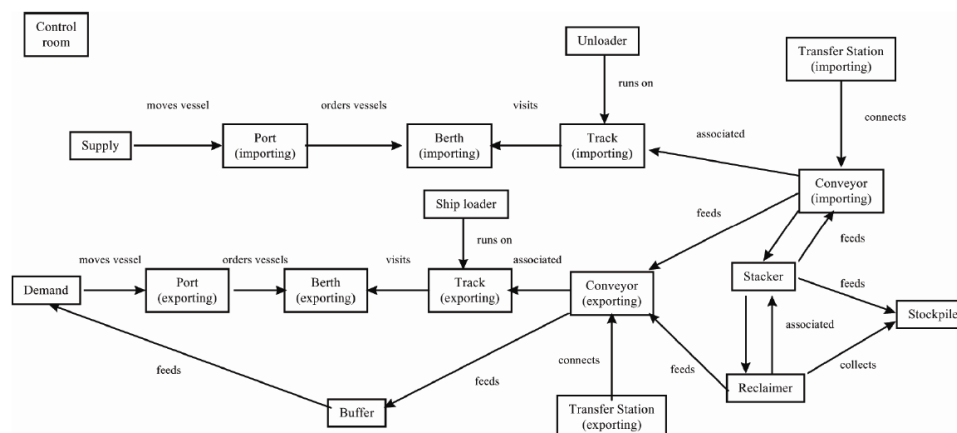 Control
room
Unloader
Transfer Station
(importing)
runs on
moves vessel
orders vessels
visits
connects
Supply
Port
(importing)
Berth
(importing)
Track
(importing)
associated
Conveyor
(importing)
Ship loader
feeds
feeds
runs on
moves vessel
orders vessels
visits
associated
Stacker
feeds
Demand
Port
(exporting)
Berth
(exporting)
Track
(exporting)
Conveyor
(exporting)
associated
Stockpile
feeds
feeds
connects
feeds
collects
Reclaimer
Buffer
Transfer Station
(exporting)